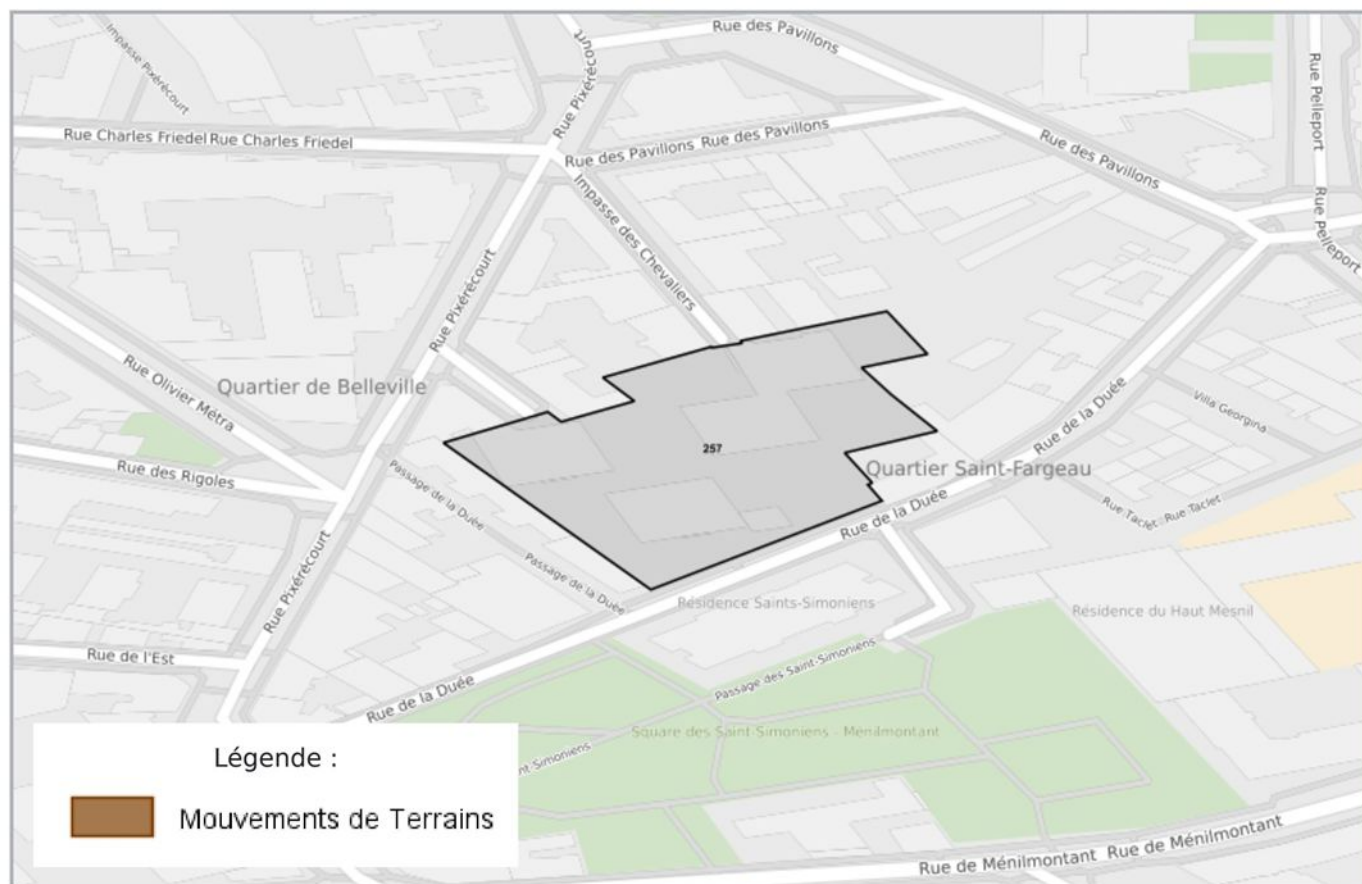 Rue des Pavillons
Impasse Pixérécourt
Rue Pixérécourt
Rue Pelleport
Rue Charles Friedel Rue Charles Friedel
Rue des Pavillons Rue des Pavillons
Rue des Pavillons
Impasse des Chevaliers
Rue Pelleport
Rue Pixérécourt
Rue Olivier Métra
Quartier de Belleville
Rue de la Duée
Villa Georgina
257
Quartier Saint-Fargeau
Rue des Rigoles
Passage de la Duée
Rue Taclet Rue Taclet
Rue de la Duée
Passage de la Duée
Rue Pixérécourt
Résidence Saints-Simoniens
Résidence du Haut Mesnil
Rue de l'Est
Passage des Saint-Simoniens
Rue de la Duée
Square des Saint-Simoniens - Ménilmontant
nt-Simoniens
Légende :
Mouvements de Terrains
Rue de Ménilmontant Rue de Ménilmontant